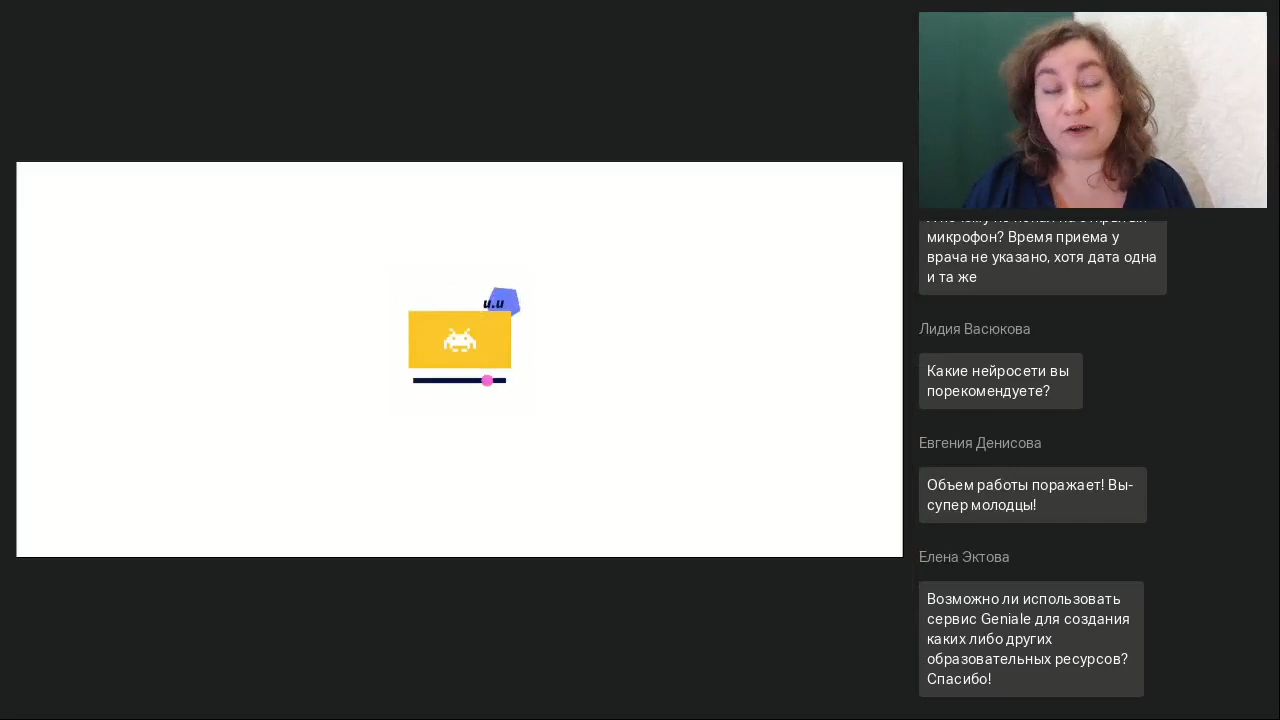 u.u
микрофон? Время приема у
врача не указано, хотя дата одна
и та же
Лидия Васюкова
Какие нейросети вы
порекомендуете?
Евгения Денисова
Объем работы поражает! Вы-
супер молодцы!
Елена Эктова
Возможно ли использовать
сервис Geniale для создания
каких либо других
образовательных ресурсов?
Спасибо!